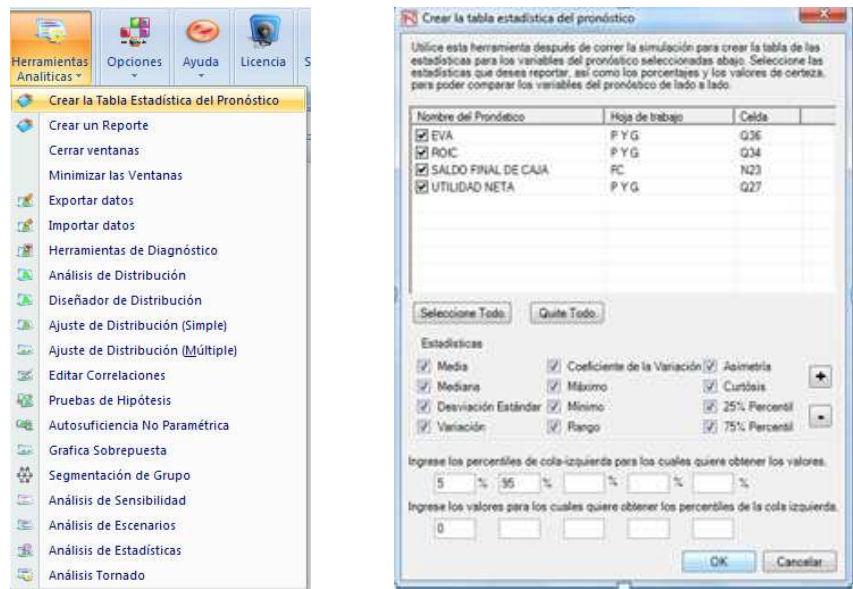 Herramientas Analiticas
Opciones
Ayuda
Licencia
S
Crear la Tabla Estadística del Pronóstico
Crear un Reporte
Cerrar ventanas
Minimizar las Ventanas
Exportar datos
Importar datos
Herramientas de Diagnóstico
Análisis de Distribución
Diseñador de Distribución
Ajuste de Distribución (Simple)
Ajuste de Distribución (Múltiple)
Editar Correlaciones
Pruebas de Hipótesis
Autosuficiencia No Paramétrica
Grafica Sobrepuesta
Segmentación de Grupo
Análisis de Sensibilidad
Análisis de Escenarios
Análisis de Estadísticas
Análisis Tornado
Crear la tabla estadística del pronóstico
Utilice esta herramienta después de correr la simulación para crear la tabla de las
estadísticas para los variables del pronóstico seleccionadas abajo. Seleccione las
estadísticas que desea reportar, así como los porcentajes y los valores de certeza,
para poder comparar los variables del pronóstico de lado a lado.
Nombre del Pronóstico Hoja de trabajo Celda
EVA P Y G Q36
ROIC P Y G Q34
SALDO FINAL DE CAJA FC N23
UTILIDAD NETA P Y G Q27
Seleccione Todo Quite Todo
Estadísticas
Media Coeficiente de la Variación Asimetría
Mediana Máximo Curtósis
Desviación Estándar Mínimo 25% Percentil
Variación Rango 75% Percentil
+
-
Ingrese los percentiles de cola-izquierda para los cuales quiere obtener los valores.
5 % 95 % % % %
Ingrese los valores para los cuales quiere obtener los percentiles de la cola izquierda.
0
OK Cancelar